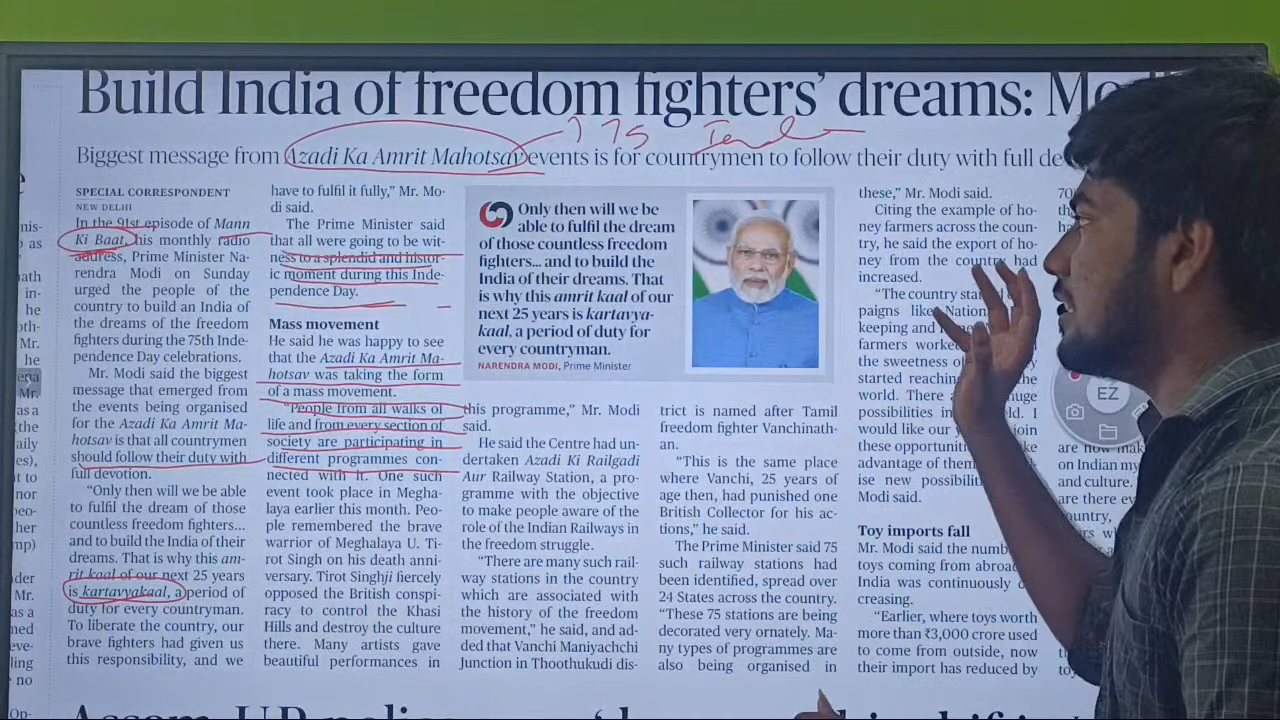 Build India of freedom fighters’ dreams: Mo
175
Biggest message from Azadi Ka Amrit Mahotsav events is for countrymen to follow their duty with full de
SPECIAL CORRESPONDENT
NEW DELHI
In the 91st episode of Mann
Ki Baat, his monthly radio
address, Prime Minister Na-
rendra Modi on Sunday
urged the people of the
country to build an India of
the dreams of the freedom
fighters during the 75th Inde-
pendence Day celebrations.
Mr. Modi said the biggest
message that emerged from
the events being organised
for the Azadi Ka Amrit Ma-
hotsav is that all countrymen
should follow their duty with
full devotion.
“Only then will we be able
to fulfil the dream of those
countless freedom fighters...
and to build the India of their
dreams. That is why this am-
rit kaal of our next 25 years
is kartavyakaal, a period of
duty for every countryman.
To liberate the country, our
brave fighters had given us
this responsibility, and we
have to fulfil it fully,” Mr. Mo-
di said.
The Prime Minister said
that all were going to be wit-
ness to a splendid and histor-
ic moment during this Inde-
pendence Day.
Mass movement
He said he was happy to see
that the Azadi Ka Amrit Ma-
hotsav was taking the form
of a mass movement.
“People from all walks of
life and from every section of
society are participating in
different programmes con-
nected with it. One such
event took place in Megha-
laya earlier this month. Peo-
ple remembered the brave
warrior of Meghalaya U. Ti-
rot Singh on his death anni-
versary. Tirot Singhji fiercely
opposed the British conspi-
racy to control the Khasi
Hills and destroy the culture
there. Many artists gave
beautiful performances in
Only then will we be
able to fulfil the dream
of those countless freedom
fighters... and to build the
India of their dreams. That
is why this amrit kaal of our
next 25 years is kartavya-
kaal, a period of duty for
every countryman.
NARENDRA MODI, Prime Minister
this programme,” Mr. Modi
said.
He said the Centre had un-
dertaken Azadi Ki Railgadi
Aur Railway Station, a pro-
gramme with the objective
to make people aware of the
role of the Indian Railways in
the freedom struggle.
“There are many such rail-
way stations in the country
which are associated with
the history of the freedom
movement,” he said, and ad-
ded that Vanchi Maniyachchi
Junction in Thoothukudi dis-
trict is named after Tamil
freedom fighter Vanchinath-
an.
“This is the same place
where Vanchi, 25 years of
age then, had punished one
British Collector for his ac-
tions,” he said.
The Prime Minister said 75
such railway stations had
been identified, spread over
24 States across the country.
“These 75 stations are being
decorated very ornately. Ma-
ny types of programmes are
also being organised in
these,” Mr. Modi said.
Citing the example of ho-
ney farmers across the coun-
try, he said the export of ho-
ney from the country had
increased.
“The country star
paigns like Nation
keeping and
farmers worke
the sweetness o
started reaching the
world. There huge
possibilities in ld. I
would like our join
these opportuniti ke
advantage of them
ise new possibili
Modi said.
Toy imports fall
Mr. Modi said the numb
toys coming from abroa
India was continuously
creasing.
“Earlier, where toys worth
more than ₹3,000 crore used
to come from outside, now
their import has reduced by
EZ
are now mak
on Indian my
and culture.
are there ev
ountry,